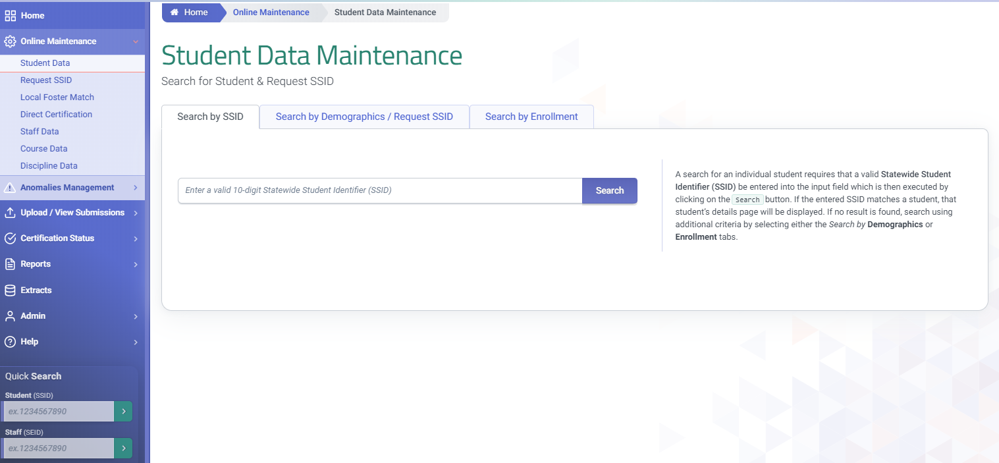 Home
Online Maintenance
Student Data
Request SSID
Local Foster Match
Direct Certification
Staff Data
Course Data
Discipline Data
Anomalies Management
Upload / View Submissions
Certification Status
Reports
Extracts
Admin
Help
Quick Search
Student (SSID)
ex.1234567890
Staff (SEID)
ex.1234567890
Home Online Maintenance Student Data Maintenance
Student Data Maintenance
Search for Student & Request SSID
Search by SSID Search by Demographics / Request SSID Search by Enrollment
Enter a valid 10-digit Statewide Student Identifier (SSID) Search
A search for an individual student requires that a valid Statewide Student
Identifier (SSID) be entered into the input field which is then executed by
clicking on the Search button. If the entered SSID matches a student, that
student's details page will be displayed. If no result is found, search using
additional criteria by selecting either the Search by Demographics or
Enrollment tabs.